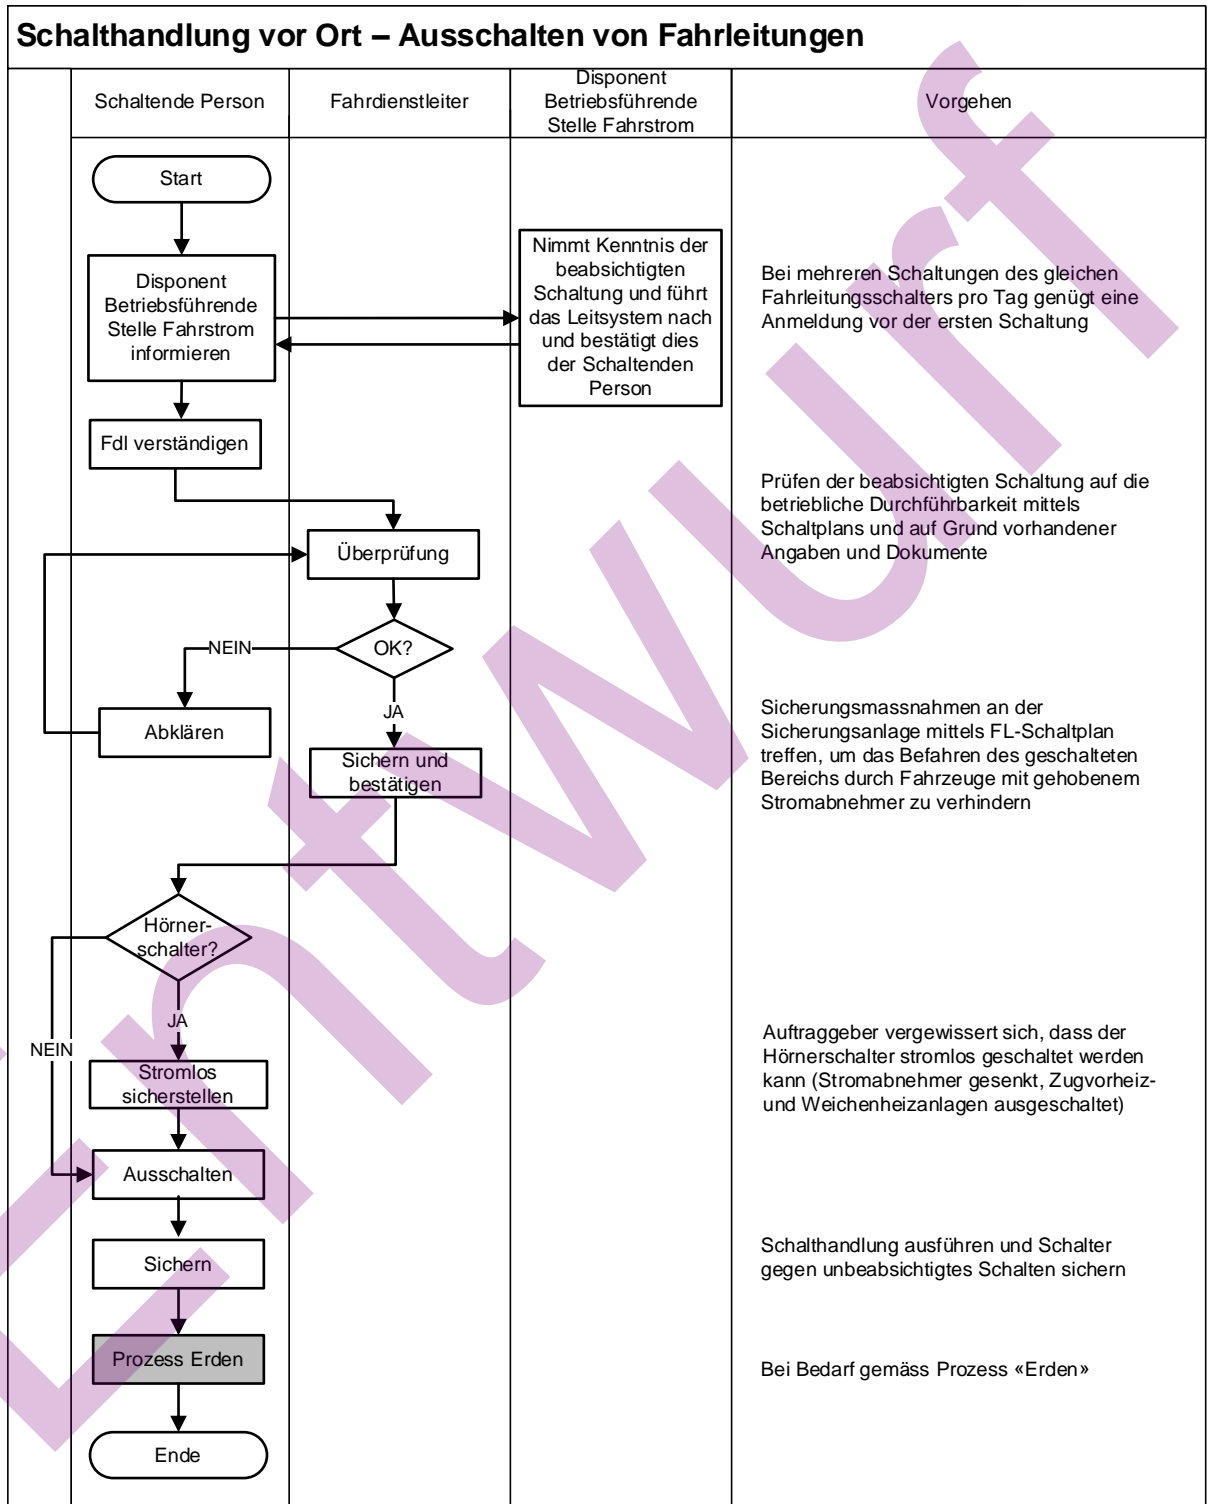 Schalthandlung vor Ort – Ausschalten von Fahrleitungen
Schaltende Person
Fahrdienstleiter
Disponent
Betriebsführende
Stelle Fahrstrom
Vorgehen
Start
Disponent
Betriebsführende
Stelle Fahrstrom
informieren
Nimmt Kenntnis der
beabsichtigten
Schaltung und führt
das Leitsystem nach
und bestätigt dies
der Schaltenden
Person
Bei mehreren Schaltungen des gleichen
Fahrleitungsschalters pro Tag genügt eine
Anmeldung vor der ersten Schaltung
Fdl verständigen
Überprüfung
Prüfen der beabsichtigten Schaltung auf die
betriebliche Durchführbarkeit mittels
Schaltplans und auf Grund vorhandener
Angaben und Dokumente
OK?
NEIN
JA
Abklären
Sichern und
bestätigen
Sicherungsmassnahmen an der
Sicherungsanlage mittels FL-Schaltplan
treffen, um das Befahren des geschalteten
Bereichs durch Fahrzeuge mit gehobenem
Stromabnehmer zu verhindern
Hörner-
schalter?
JA
NEIN
Stromlos
sicherstellen
Auftraggeber vergewissert sich, dass der
Hörnerschalter stromlos geschaltet werden
kann (Stromabnehmer gesenkt, Zugvorheiz-
und Weichenheizanlagen ausgeschaltet)
Ausschalten
Sichern
Schalthandlung ausführen und Schalter
gegen unbeabsichtigtes Schalten sichern
Prozess Erden
Bei Bedarf gemäss Prozess «Erden»
Ende
Entwurf